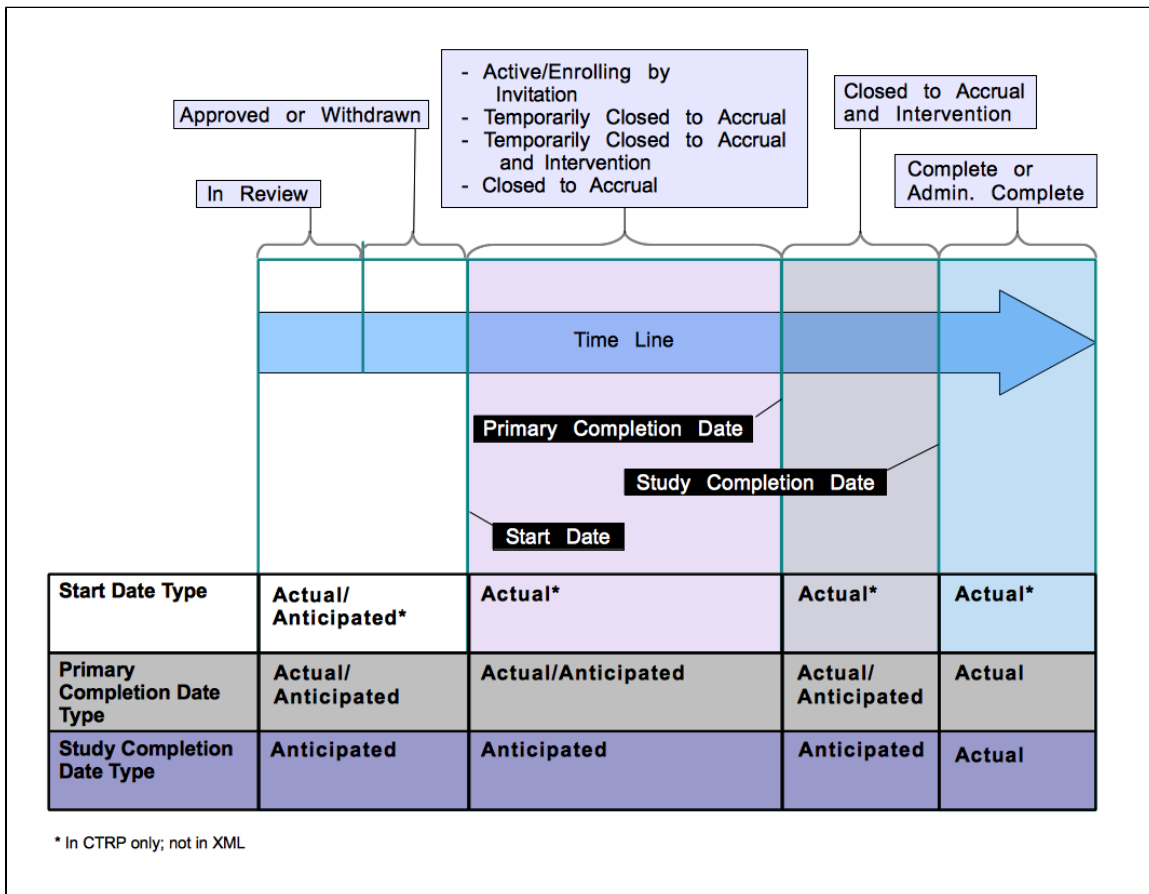 - Active/Enrolling by
Invitation
- Temporarily Closed to Accrual
- Temporarily Closed to Accrual
and Intervention
- Closed to Accrual
Closed to Accrual
and Intervention
Approved or Withdrawn
Complete or
Admin. Complete
In Review
Time Line
Primary Completion Date
Study Completion Date
Start Date
Start Date Type
Actual/
Anticipated*
Actual*
Actual*
Actual*
Primary
Completion Date
Type
Actual/
Anticipated
Actual/Anticipated
Actual/
Anticipated
Actual
Study Completion
Date Type
Anticipated
Anticipated
Anticipated
Actual
* In CTRP only; not in XML